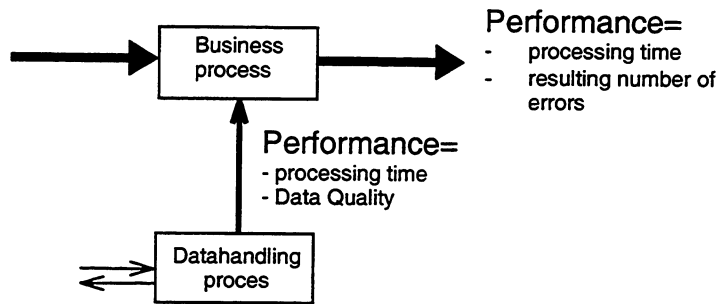 Business
process
Performance=
- processing time
- resulting number of
errors
Performance=
- processing time
- Data Quality
Datahandling
proces